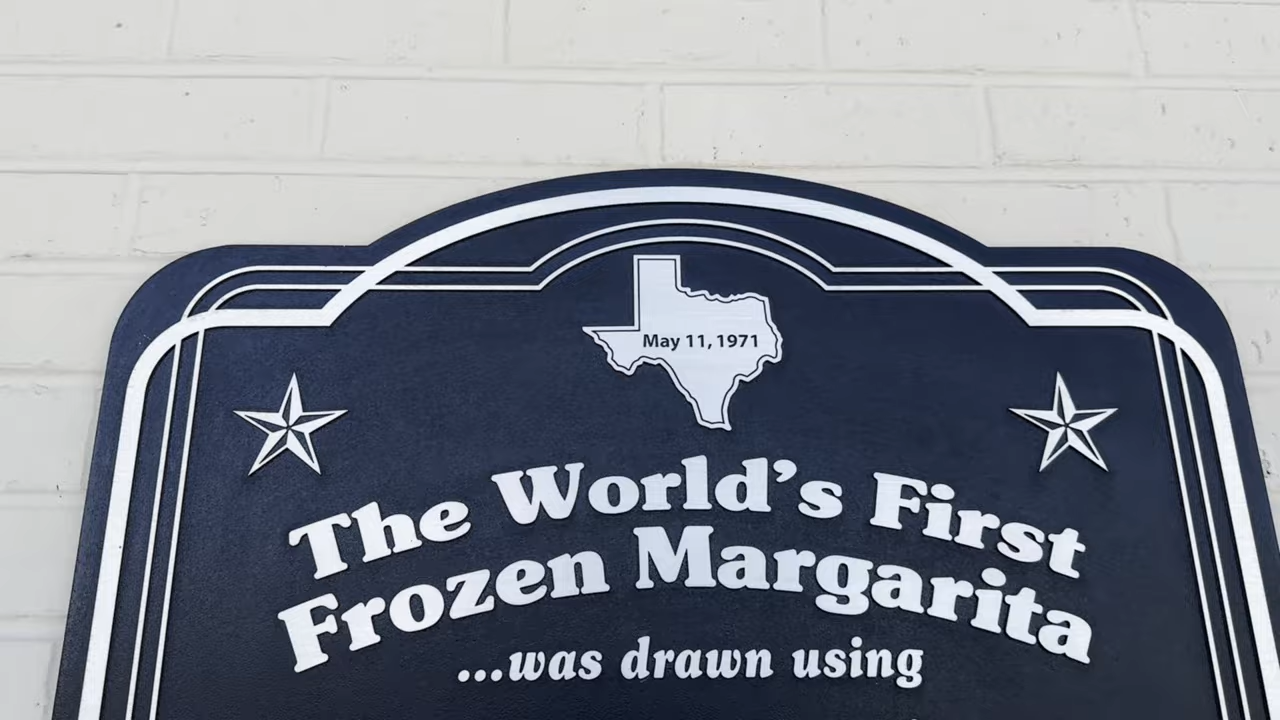 May 11, 1971
The World's First
Frozen Margarita
...was drawn using